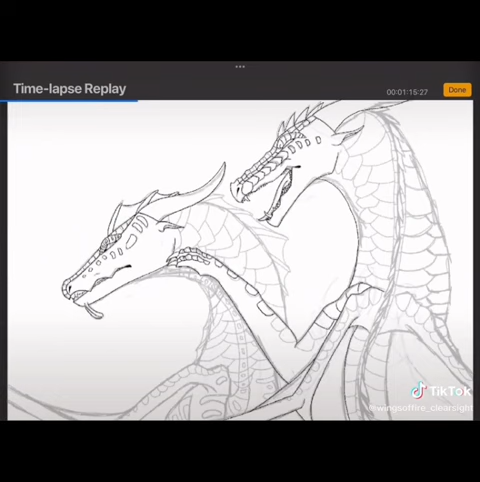 Time-lapse Replay
00:01:15:27
Done
TikTok
@wingsoffire_clearsight